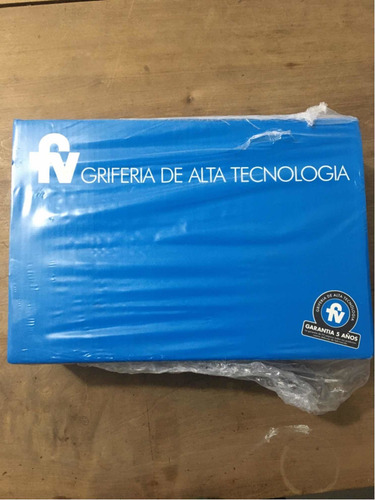 fv GRIFERIA DE ALTA TECNOLOGIA
GRIFERIA DE ALTA TECNOLOGIA
fv
GARANTIA 5 AÑOS